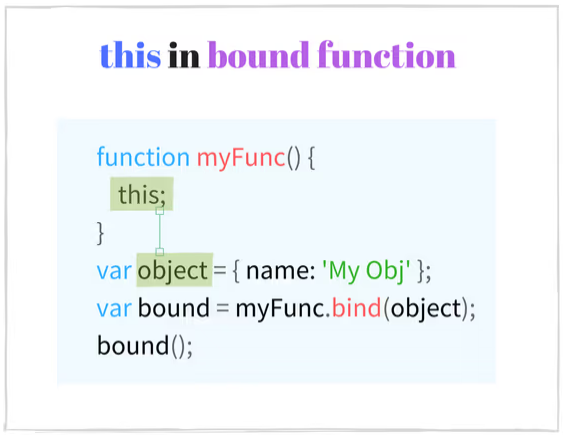 this in bound function
function myFunc() {
this;
}
var object = { name: 'My Obj' };
var bound = myFunc.bind(object);
bound();